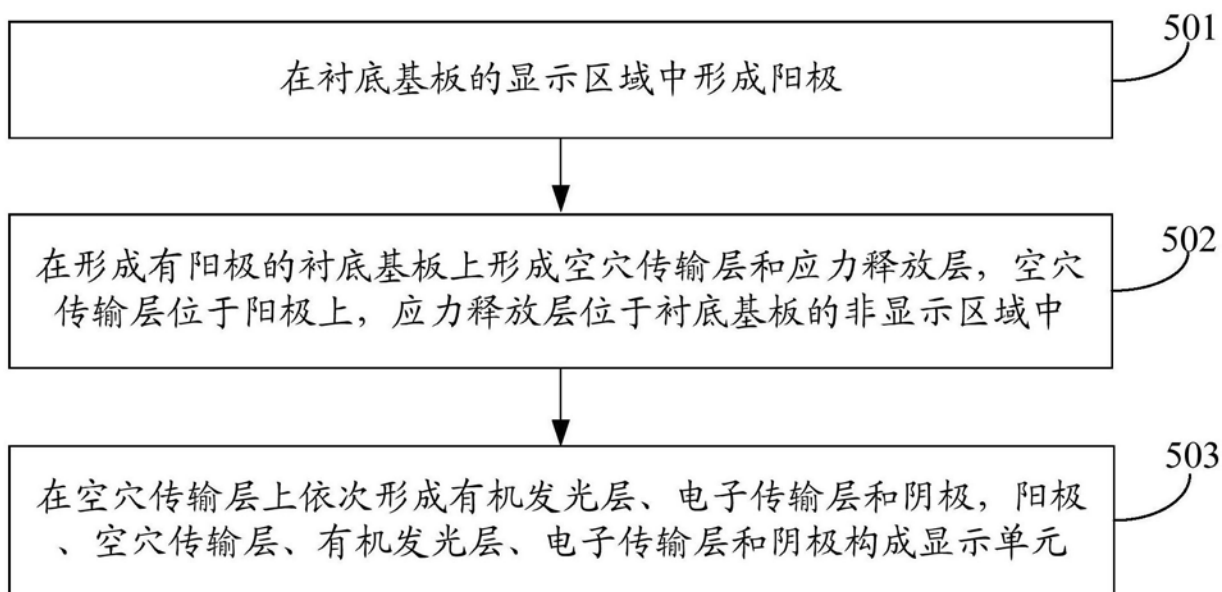 501
在衬底基板的显示区域中形成阳极
502
在形成有阳极的衬底基板上形成空穴传输层和应力释放层，空穴
传输层位于阳极上，应力释放层位于衬底基板的非显示区域中
503
在空穴传输层上依次形成有机发光层、电子传输层和阴极，阳极
、空穴传输层、有机发光层、电子传输层和阴极构成显示单元